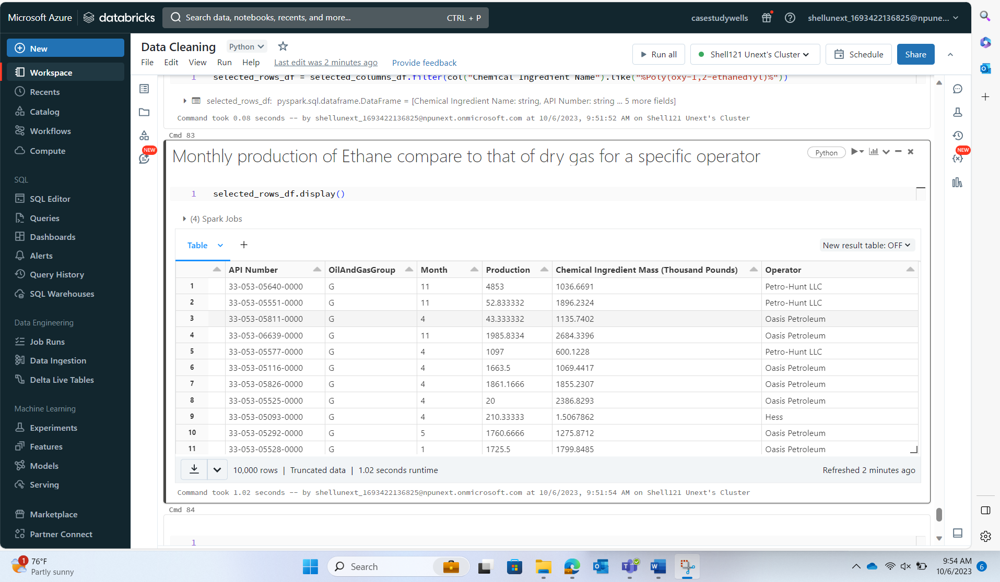 Microsoft Azure databricks Search data, notebooks, recents, and more... CTRL + P casestudywells shellunext_1693422136825@npune...
New
Workspace
Recents
Catalog
Workflows
Compute
SQL
SQL Editor
Queries
Dashboards
Alerts
Query History
SQL Warehouses
Data Engineering
Job Runs
Data Ingestion
Delta Live Tables
Machine Learning
Experiments
Features
Models
Serving
Marketplace
Partner Connect
Data Cleaning Python
File Edit View Run Help Last edit was 2 minutes ago Provide feedback
Run all Shell121 Unext's Cluster Schedule Share
NEW
1 selected_rows_df = selected_columns_df.filter(col("Chemical Ingredient Name").like("%Poly(oxy-1,2-ethanediyl)%"))
selected_rows_df: pyspark.sql.dataframe.DataFrame = [Chemical Ingredient Name: string, API Number: string ... 5 more fields]
Command took 0.08 seconds -- by shellunext_1693422136825@npunext.onmicrosoft.com at 10/6/2023, 9:51:52 AM on Shell121 Unext's Cluster
Cmd 83
Monthly production of Ethane compare to that of dry gas for a specific operator Python
NEW
1 selected_rows_df.display()
(4) Spark Jobs
Table + New result table: OFF
API Number OilAndGasGroup Month Production Chemical Ingredient Mass (Thousand Pounds) Operator
1 33-053-05640-0000 G 11 4853 1036.6691 Petro-Hunt LLC
2 33-053-05551-0000 G 11 52.833332 1896.2324 Petro-Hunt LLC
3 33-053-05811-0000 G 4 43.333332 1135.7402 Oasis Petroleum
4 33-053-06639-0000 G 11 1985.8334 2684.3396 Oasis Petroleum
5 33-053-05577-0000 G 4 1097 600.1228 Petro-Hunt LLC
6 33-053-05116-0000 G 4 1663.5 1069.4417 Oasis Petroleum
7 33-053-05826-0000 G 4 1861.1666 1855.2307 Oasis Petroleum
8 33-053-05525-0000 G 4 20 2386.8293 Oasis Petroleum
9 33-053-05093-0000 G 4 210.33333 1.5067862 Hess
10 33-053-05292-0000 G 5 1760.6666 1275.8712 Oasis Petroleum
11 33-053-05528-0000 G 1 1725.5 1799.8485 Oasis Petroleum
10,000 rows | Truncated data | 1.02 seconds runtime Refreshed 2 minutes ago
Command took 1.02 seconds -- by shellunext_1693422136825@npunext.onmicrosoft.com at 10/6/2023, 9:51:54 AM on Shell121 Unext's Cluster
Cmd 84
1
1 76°F
Partly sunny
Search
9:54 AM
10/6/2023 6